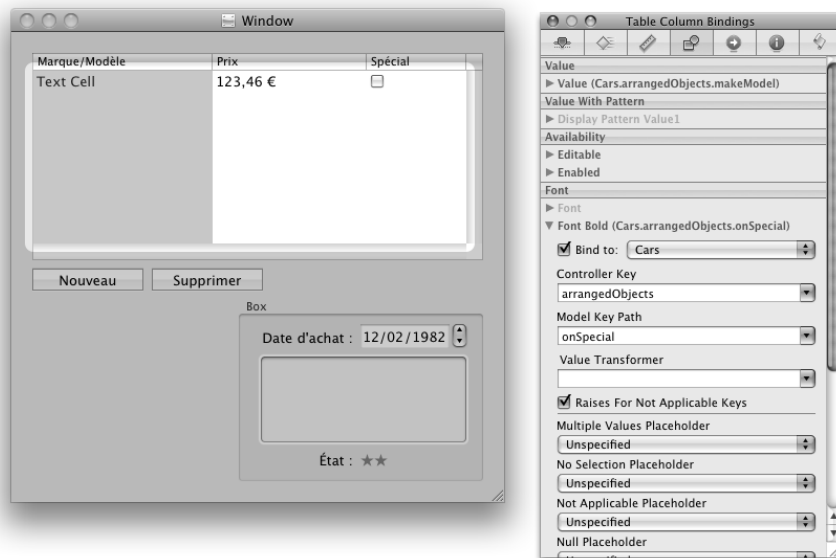 Window
Marque/Modèle Prix Spécial
Text Cell 123,46 €
Nouveau Supprimer
Box
Date d'achat : 12/02/1982
État : ★★
Table Column Bindings
Value
Value (Cars.arrangedObjects.makeModel)
Value With Pattern
Display Pattern Value1
Availability
Editable
Enabled
Font
Font
Font Bold (Cars.arrangedObjects.onSpecial)
Bind to: Cars
Controller Key
arrangedObjects
Model Key Path
onSpecial
Value Transformer
Raises For Not Applicable Keys
Multiple Values Placeholder
Unspecified
No Selection Placeholder
Unspecified
Not Applicable Placeholder
Unspecified
Null Placeholder